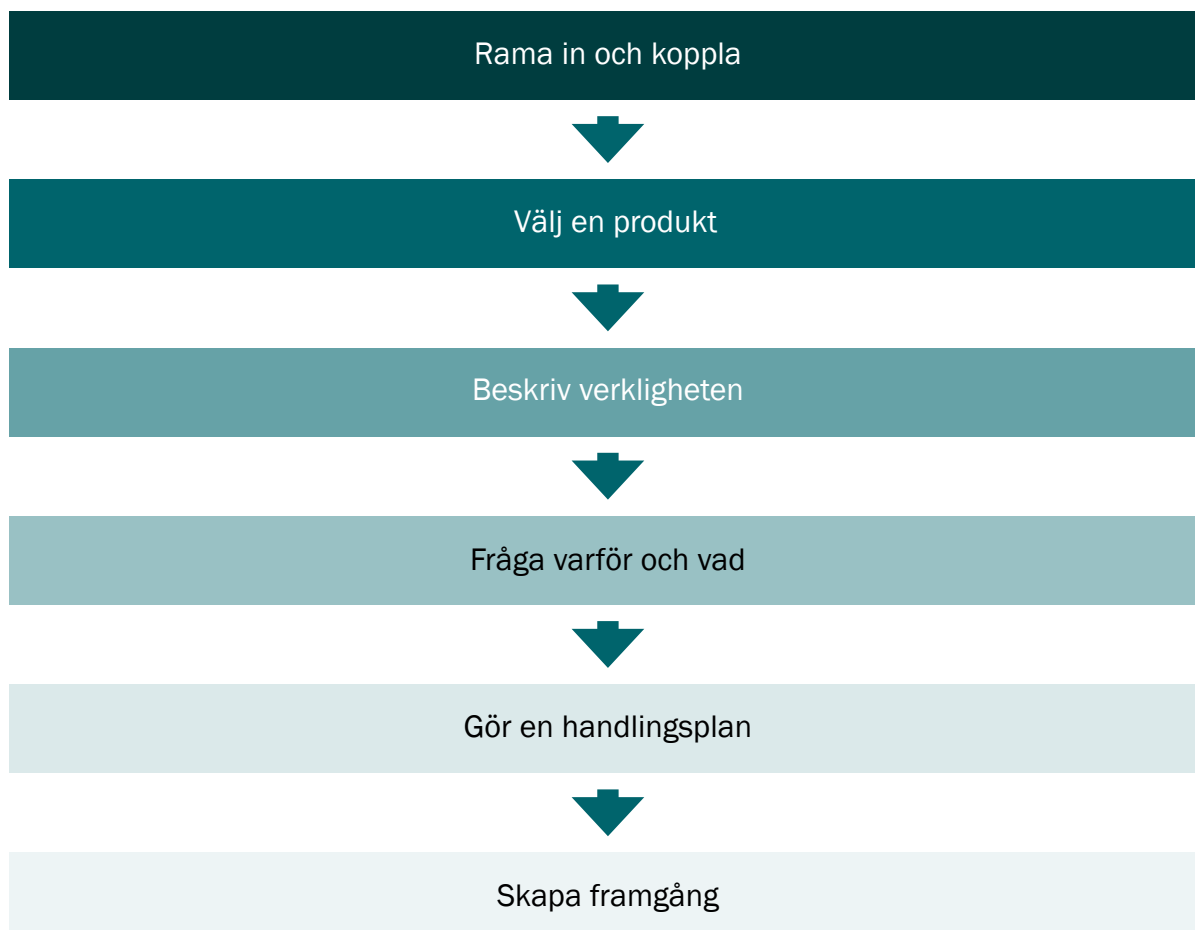 Rama in och koppla
Välj en produkt
Beskriv verkligheten
Fråga varför och vad
Gör en handlingsplan
Skapa framgång